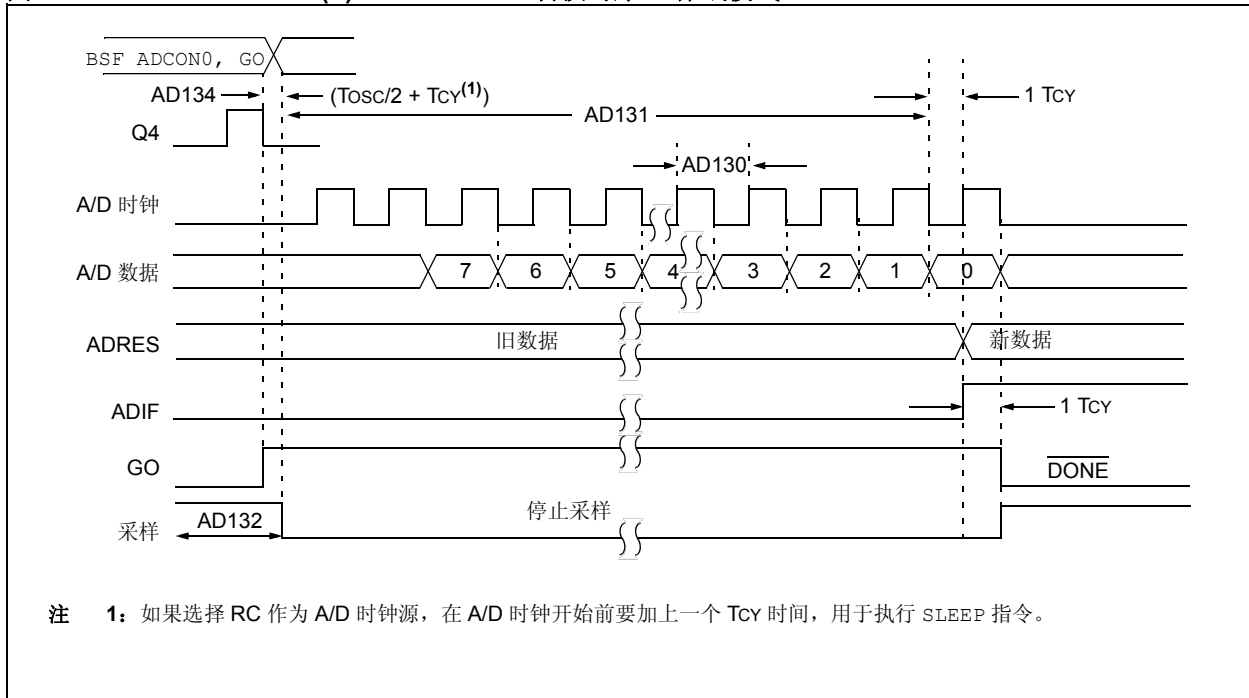 BSF ADCON0, GO
AD134
(TOSC/2 + TCY(1))
AD131
1 TCY
Q4
AD130
A/D 时钟
A/D 数据
7 6 5 4 3 2 1 0
ADRES
旧数据
新数据
ADIF
1 TCY
GO
DONE
采样
AD132
停止采样
注 1：如果选择 RC 作为 A/D 时钟源，在 A/D 时钟开始前要加上一个 TCY 时间，用于执行 SLEEP 指令。